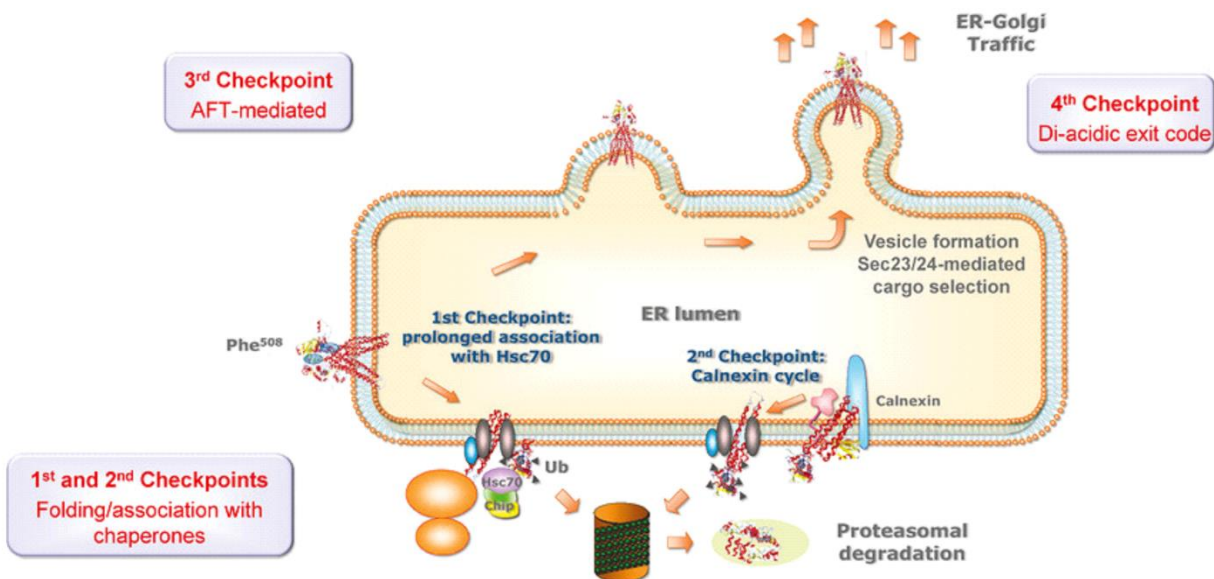 ER-Golgi
Traffic
3rd Checkpoint
AFT-mediated
4th Checkpoint
Di-acidic exit code
Vesicle formation
Sec23/24-mediated
cargo selection
1st Checkpoint:
prolonged association
with Hsc70
ER lumen
Phe508
2nd Checkpoint:
Calnexin cycle
Calnexin
1st and 2nd Checkpoints
Folding/association with
chaperones
Ub
Hsc70
Chip
Proteasomal
degradation